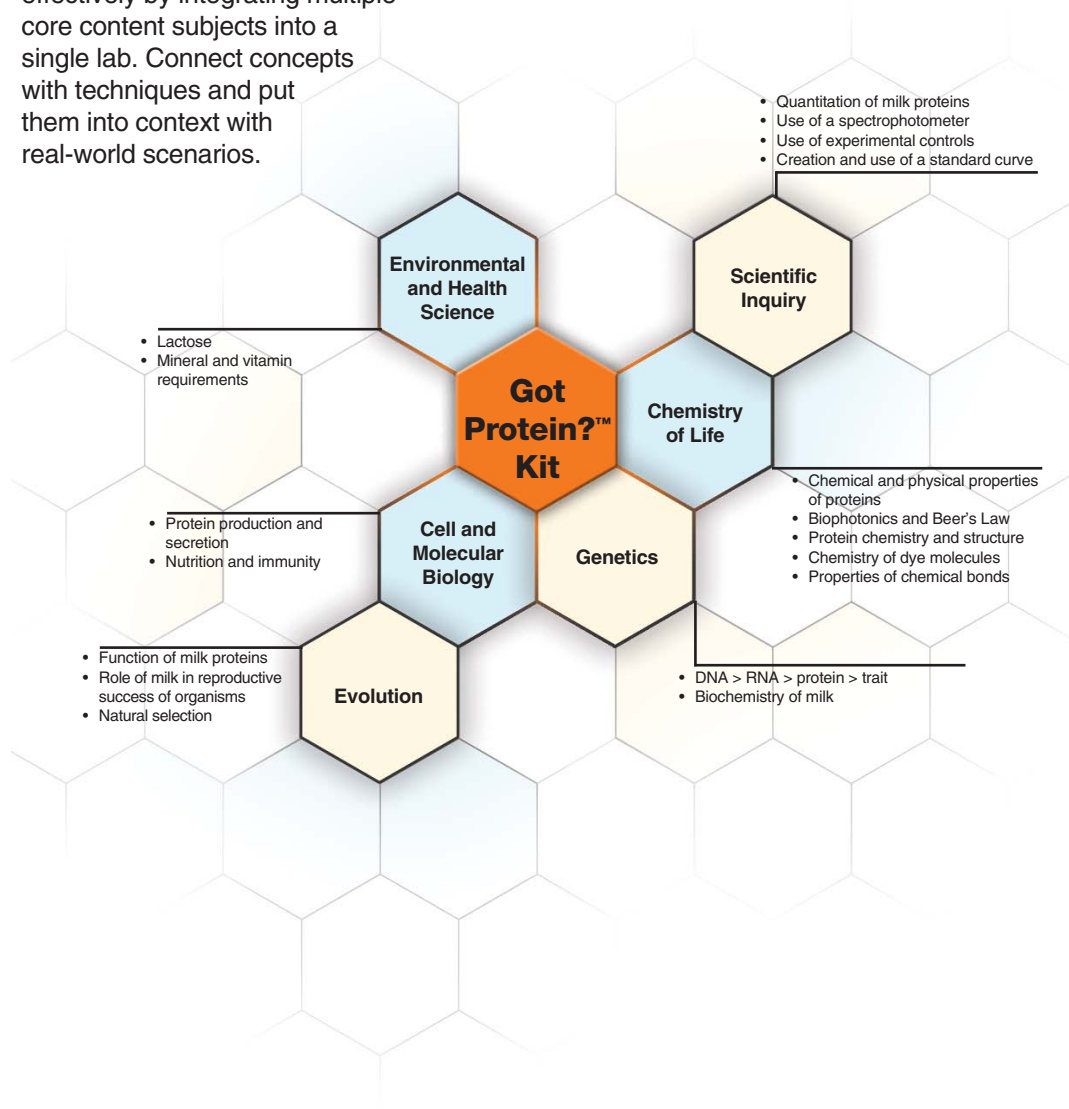 core content subjects into a
single lab. Connect concepts
with techniques and put
them into context with
real-world scenarios.
• Quantitation of milk proteins
• Use of a spectrophotometer
• Use of experimental controls
• Creation and use of a standard curve
Environmental
and Health
Science
Scientific
Inquiry
• Lactose
• Mineral and vitamin
requirements
Got
Protein?™
Kit
Chemistry
of Life
• Chemical and physical properties
of proteins
• Biophotonics and Beer's Law
• Protein chemistry and structure
• Chemistry of dye molecules
• Properties of chemical bonds
• Protein production and
secretion
• Nutrition and immunity
Cell and
Molecular
Biology
Genetics
• DNA > RNA > protein > trait
• Biochemistry of milk
• Function of milk proteins
• Role of milk in reproductive
success of organisms
• Natural selection
Evolution